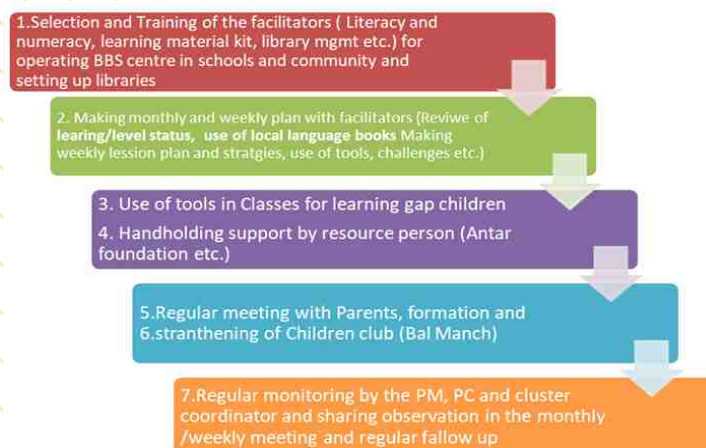 1.Selection and Training of the facilitators ( Literacy and
numeracy, learning material kit, library mgmt etc.) for
operating BBS centre in schools and community and
setting up libraries
2. Making monthly and weekly plan with facilitators (Reviwe of
learing/level status, use of local language books Making
weekly lession plan and stratgies, use of tools, challenges etc.)
3. Use of tools in Classes for learning gap children
4. Handholding support by resource person (Antar
foundation etc.)
5.Regular meeting with Parents, formation and
6.stranthening of Children club (Bal Manch)
7.Regular monitoring by the PM, PC and cluster
coordinator and sharing observation in the monthly
/weekly meeting and regular fallow up